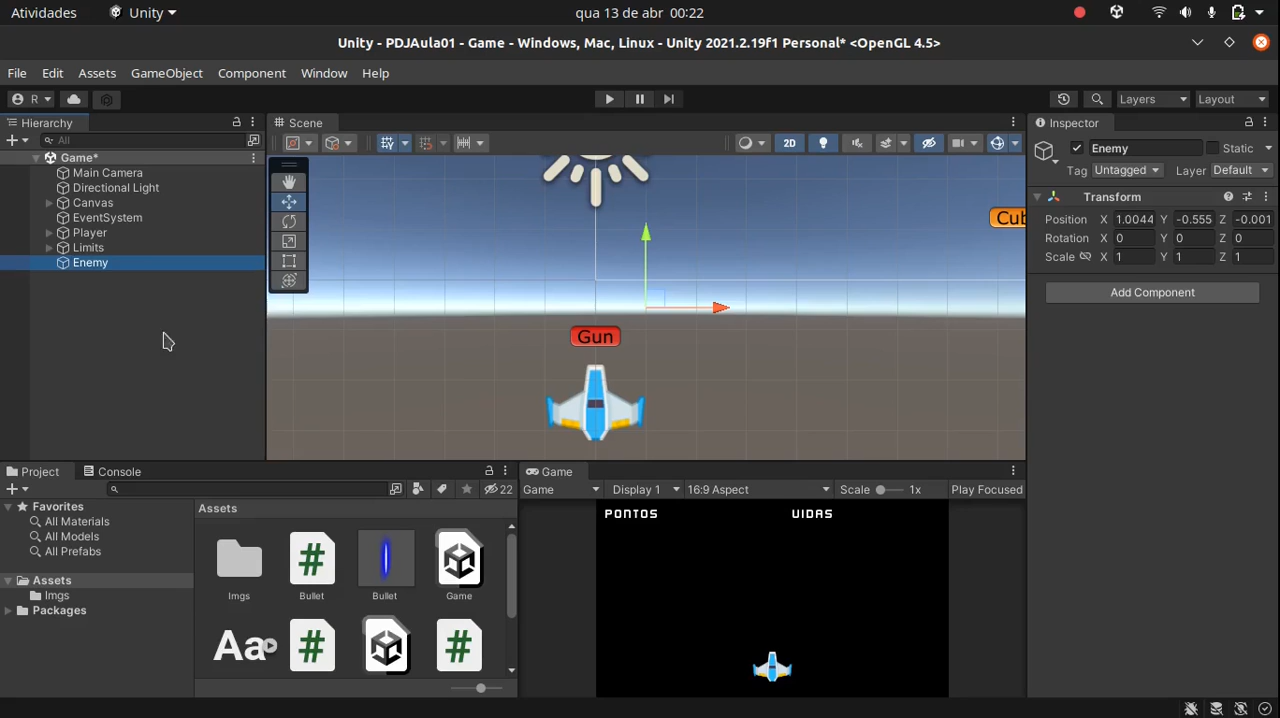 Atividades Unity qua 13 de abr 00:22
Unity - PDJAula01 - Game - Windows, Mac, Linux - Unity 2021.2.19f1 Personal* <OpenGL 4.5>
File Edit Assets GameObject Component Window Help
R Layers Layout
Hierarchy
All
Game*
Main Camera
Directional Light
Canvas
EventSystem
Player
Limits
Enemy
Scene
2D
Cub
Gun
Inspector
Enemy Static
Tag Untagged Layer Default
Transform
Position X 1.0044 Y -0.555 Z -0.001
Rotation X 0 Y 0 Z 0
Scale X 1 Y 1 Z 1
Add Component
Project Console
22
Favorites
All Materials
All Models
All Prefabs
Assets
Imgs
Packages
Assets
Imgs Bullet Bullet Game
Aa
Game
Game Display 1 16:9 Aspect Scale 1x Play Focused
PONTOS VIDAS